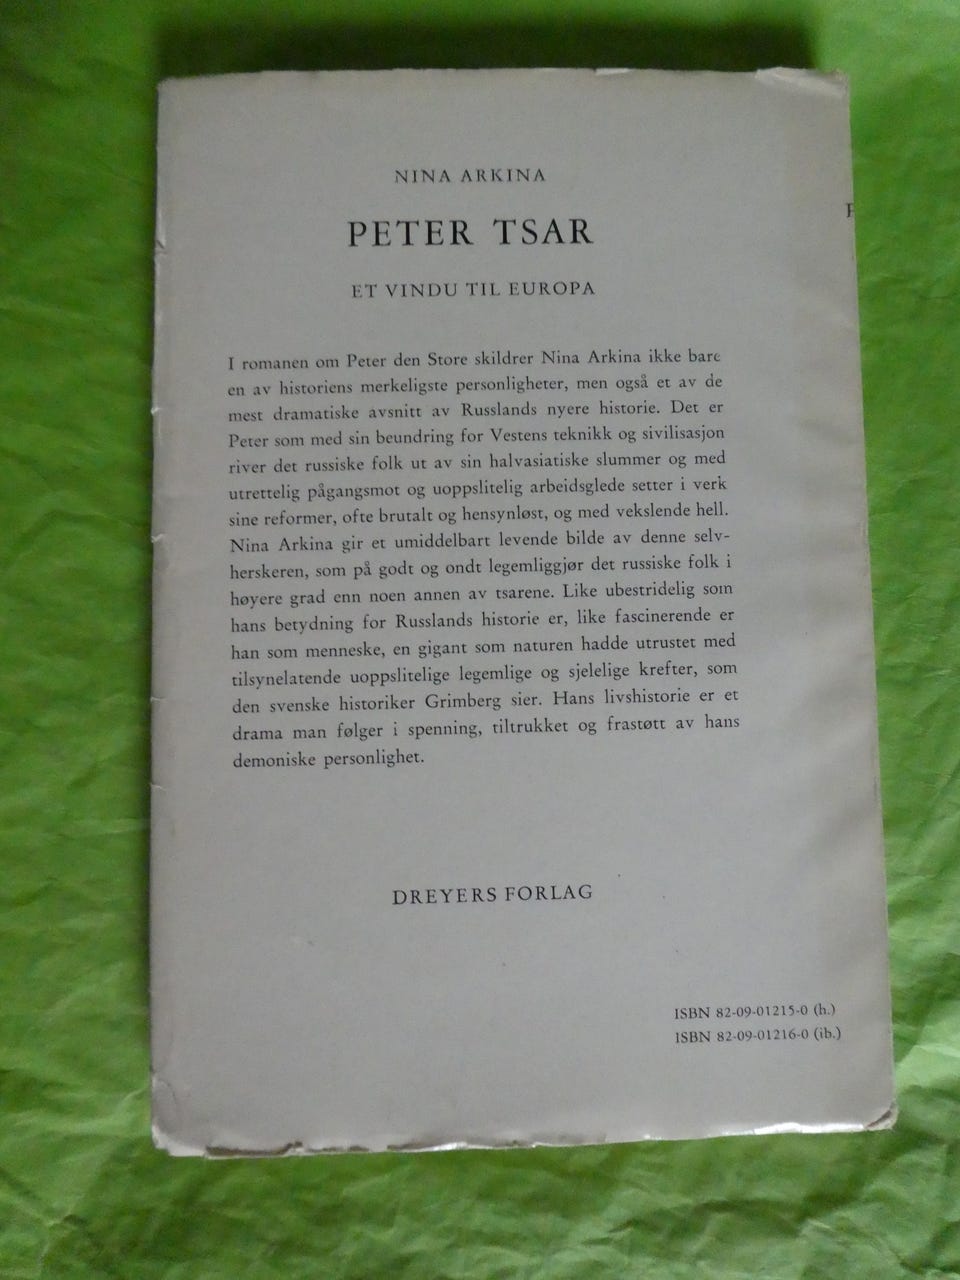 NINA ARKINA
PETER TSAR
ET VINDU TIL EUROPA
I romanen om Peter den Store skildrer Nina Arkina ikke bare
en av historiens merkeligste personligheter, men også et av de
mest dramatiske avsnitt av Russlands nyere historie. Det er
Peter som med sin beundring for Vestens teknikk og sivilisasjon
river det russiske folk ut av sin halvasiatiske slummer og med
utrettelig pågangsmot og uoppslitelig arbeidsglede setter i verk
sine reformer, ofte brutalt og hensynløst, og med vekslende hell.
Nina Arkina gir et umiddelbart levende bilde av denne selv-
herskeren, som på godt og ondt legemliggjør det russiske folk i
høyere grad enn noen annen av tsarene. Like ubestridelig som
hans betydning for Russlands historie er, like fascinerende er
han som menneske, en gigant som naturen hadde utrustet med
tilsynelatende uoppslitelige legemlige og sjelelige krefter, som
den svenske historiker Grimberg sier. Hans livshistorie er et
drama man følger i spenning, tiltrukket og frastøtt av hans
demoniske personlighet.
DREYERS FORLAG
ISBN 82-09-01215-0 (h.)
ISBN 82-09-01216-0 (ib.)